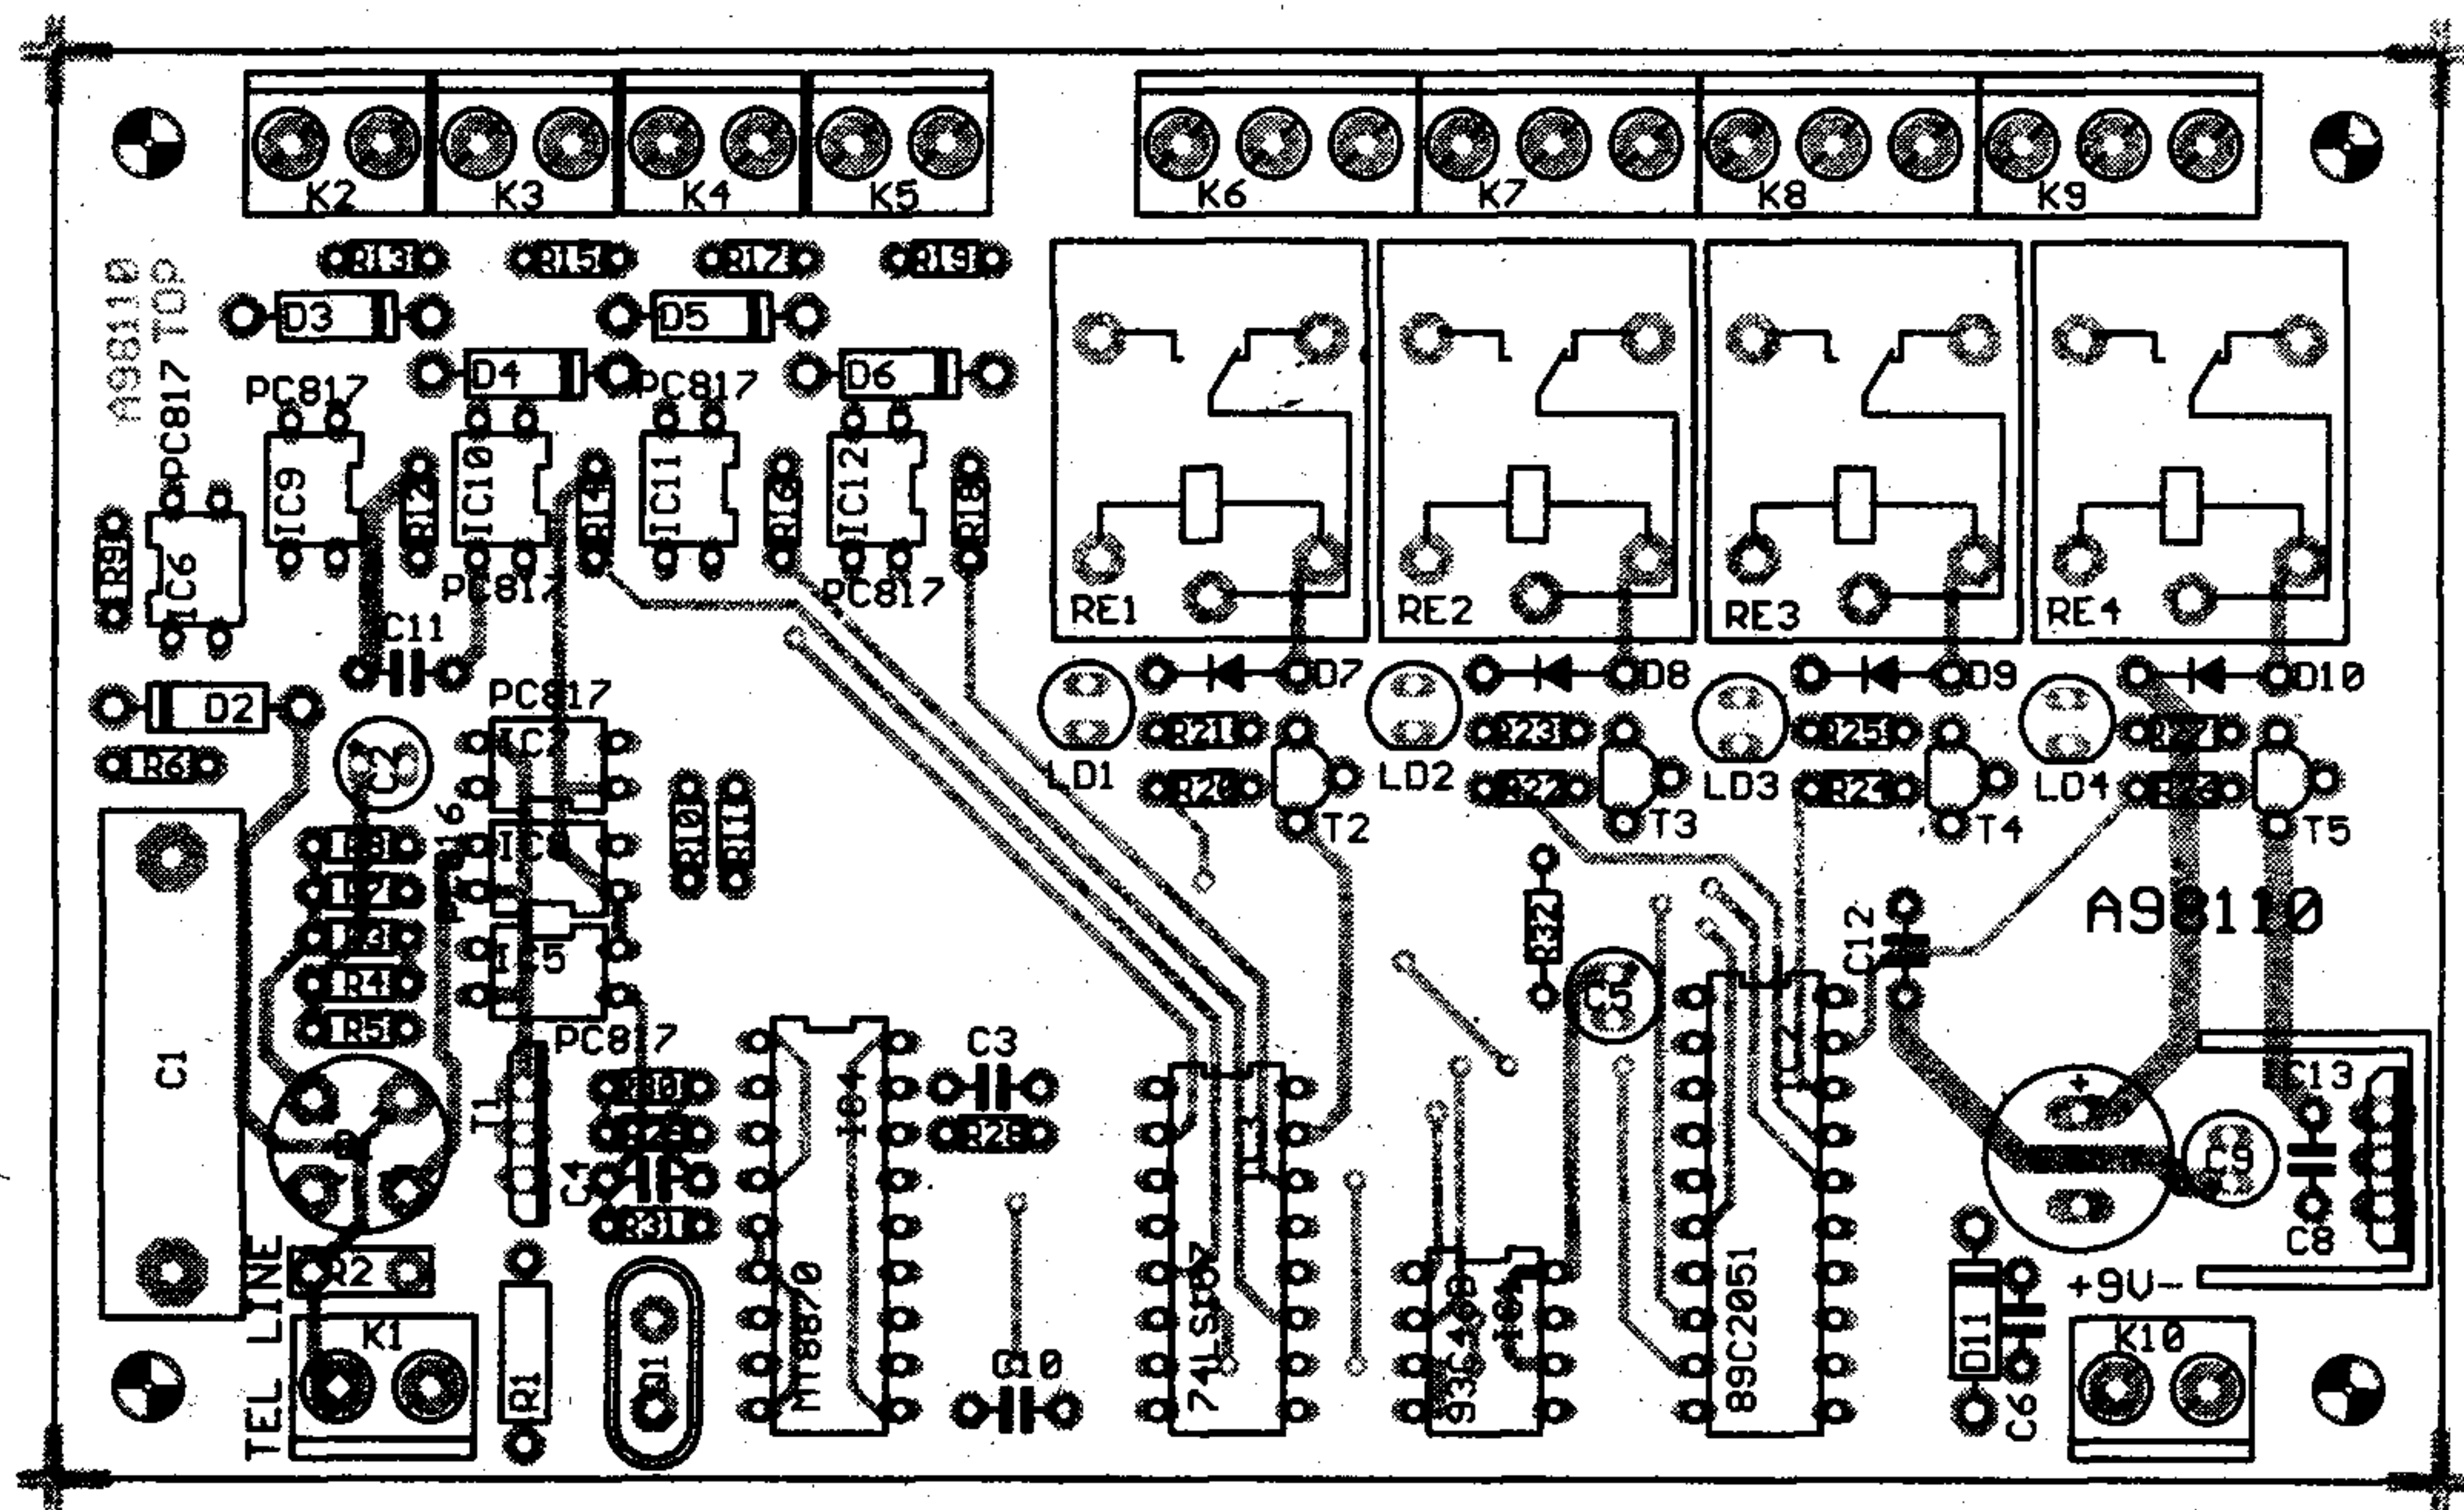 K2 K3 K4 K5 K6 K7 K8 K9
R13 R15 R17 R19
A98110 TOP
D3 D5
D4 D6
PC817 PC817 PC817
IC9 IC10 IC11 IC12
R12 R14 R16 R18
R9 IC6
PC817 PC817
RE1 RE2 RE3 RE4
C11
D7 D8 D9 D10
D2 PC817
R6 C2
R21 R23 R25 R27
LD1 LD2 LD3 LD4
R20 R22 R24
T2 T3 T4 T5
R10 R11
R4
R5
IC5
R32
C12
A98110
C5
C1
PC817
C3
T1
C13
C4
R31
C9
C8
TEL LINE
R2
+9V-
K1
K10
R1
Q1
MT8870
C10
74LS157
89C2051
D11
C6